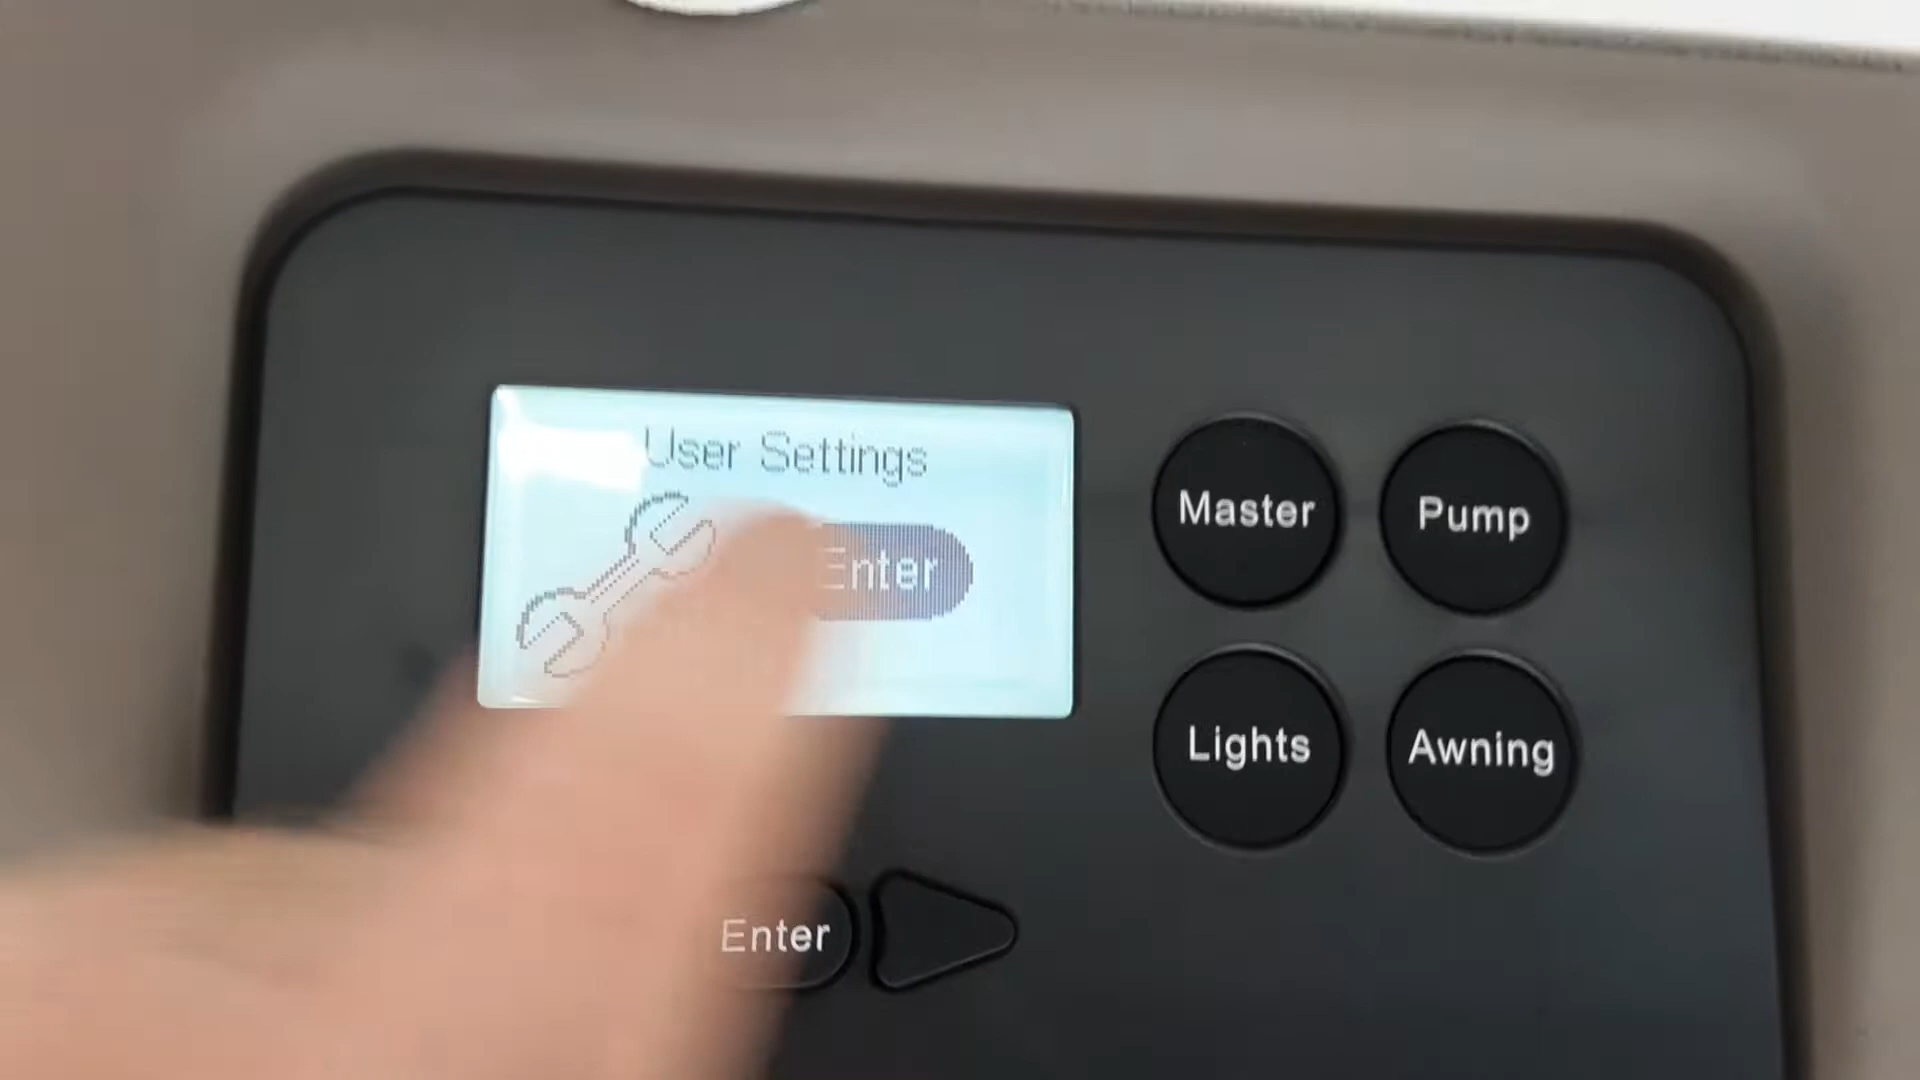 User Settings
Enter
Master
Pump
Lights
Awning
Enter